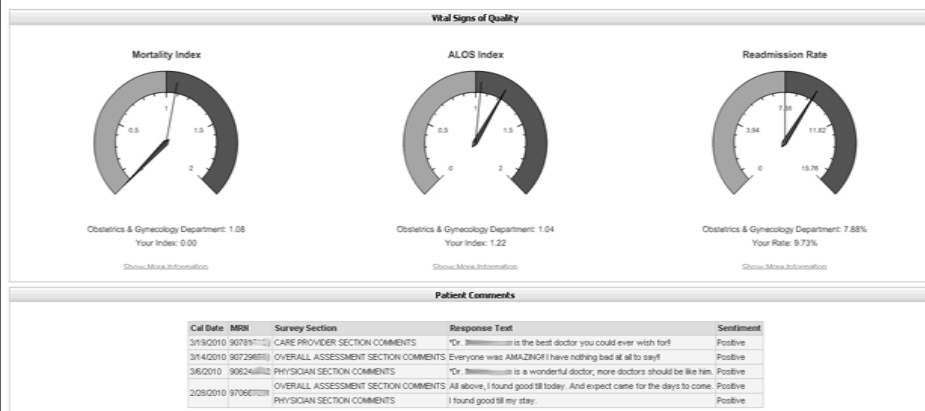 Vital Signs of Quality
Mortality Index
ALOS Index
Readmission Rate
0
0.5
1
1.5
2
0
0.5
1
1.5
2
0
3.94
7.88
11.82
15.76
Obstetrics & Gynecology Department: 1.08
Your Index: 0.00
Show More Information
Obstetrics & Gynecology Department: 1.04
Your Index: 1.22
Show More Information
Obstetrics & Gynecology Department: 7.88%
Your Rate: 9.73%
Show More Information
Patient Comments
Cal Date MRN Survey Section Response Text Sentiment
3/19/2010 CARE PROVIDER SECTION COMMENTS "Dr. is the best doctor you could ever wish for!! Positive
3/14/2010 OVERALL ASSESSMENT SECTION COMMENTS Everyone was AMAZING!! I have nothing bad at all to say!! Positive
3/6/2010 PHYSICIAN SECTION COMMENTS "Dr. is a wonderful doctor; more doctors should be like him. Positive
2/28/2010 OVERALL ASSESSMENT SECTION COMMENTS All above, I found good till today. And expect came for the days to come. Positive
PHYSICIAN SECTION COMMENTS I found good till my stay. Positive